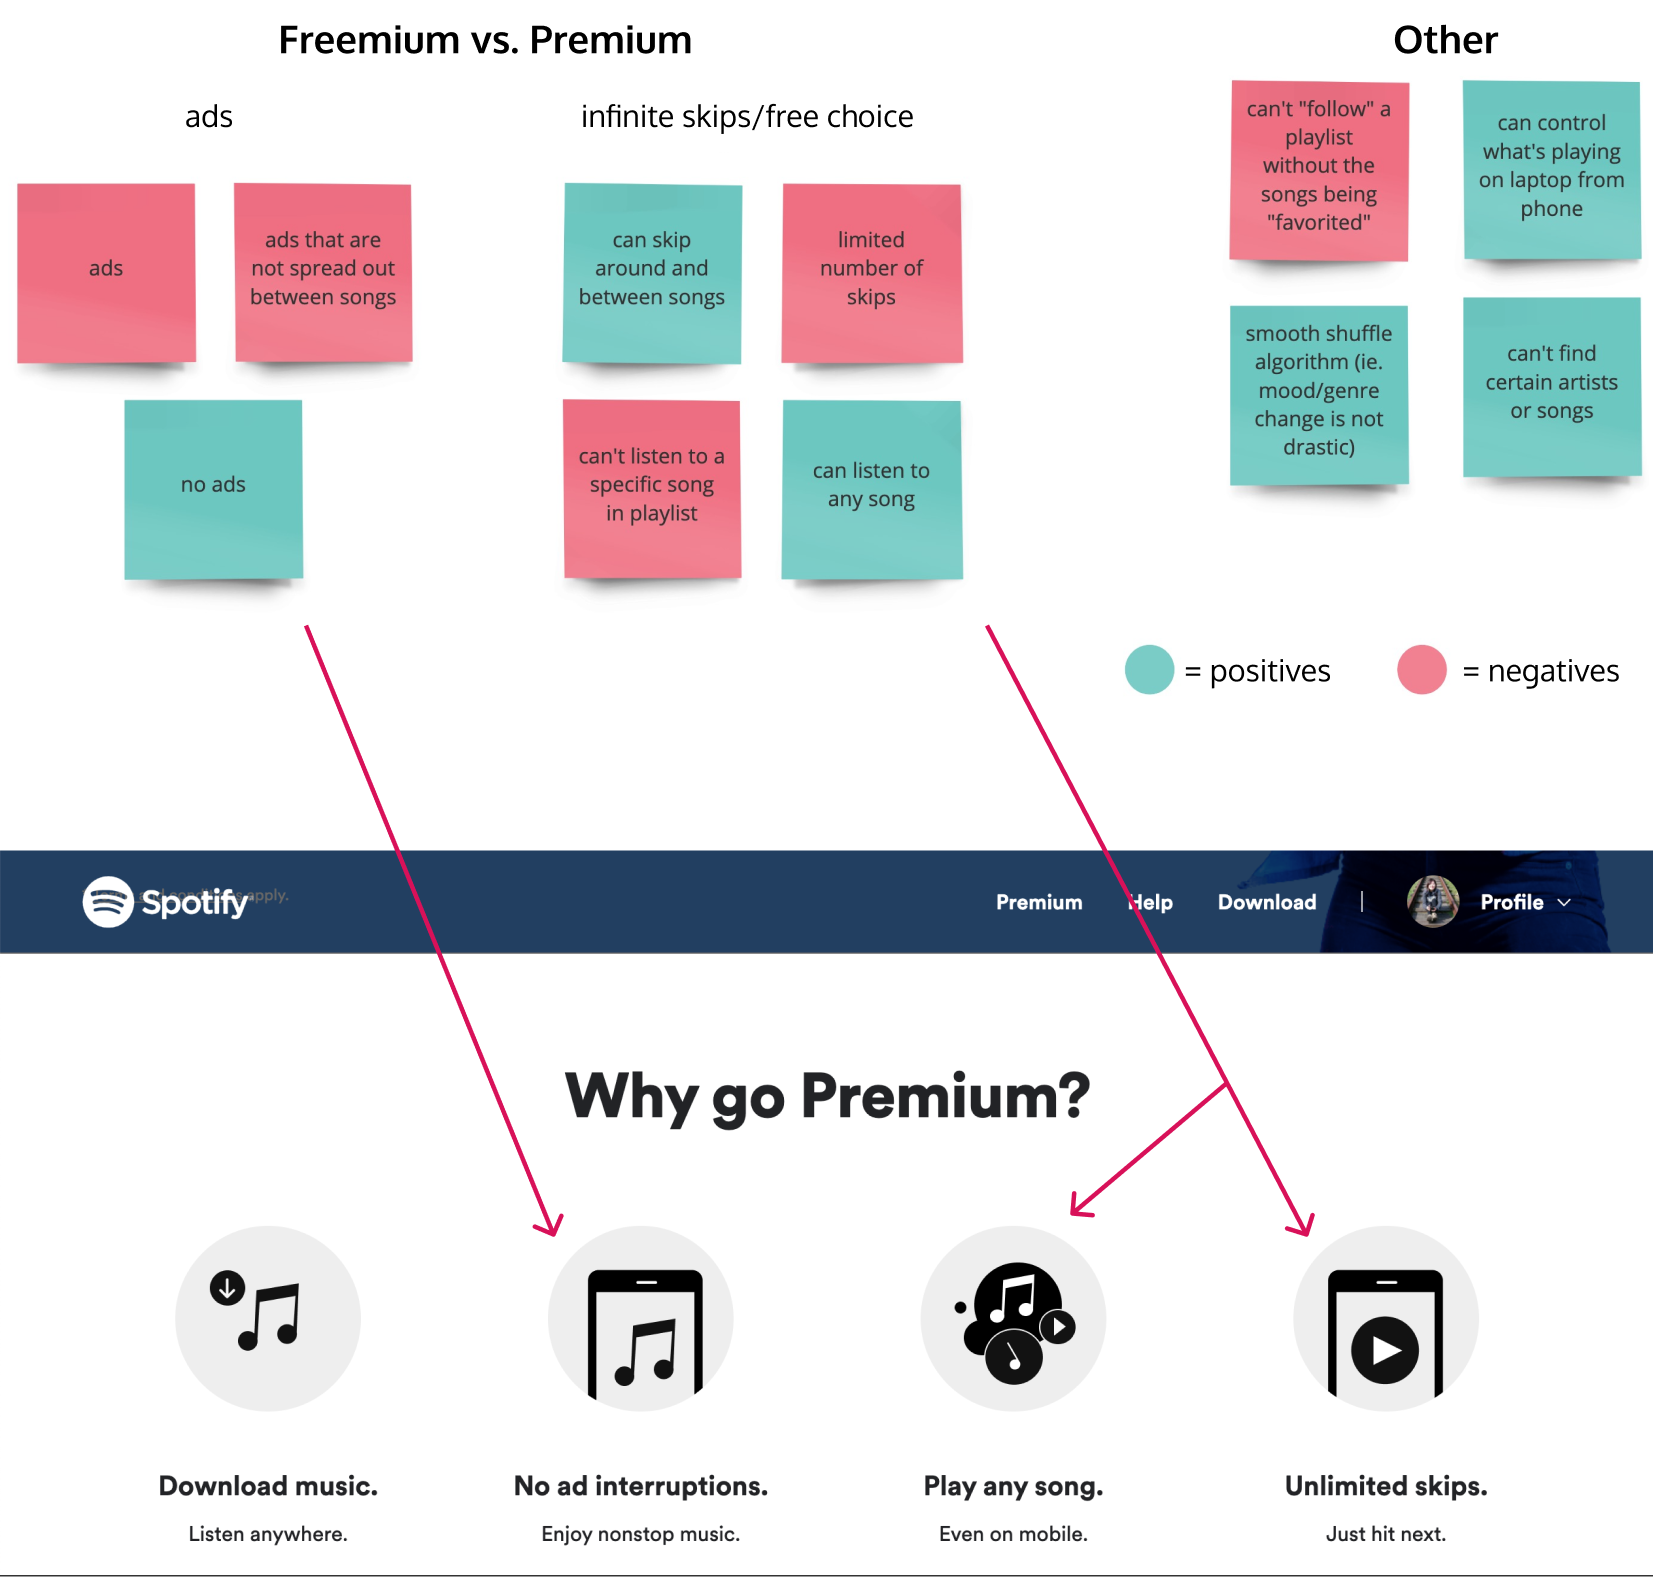 Freemium vs. Premium
Other
ads
infinite skips/free choice
ads
ads that are
not spread out
between songs
no ads
can skip
around and
between songs
limited
number of
skips
can't listen to a
specific song
in playlist
can listen to
any song
can't "follow" a
playlist
without the
songs being
"favorited"
can control
what's playing
on laptop from
phone
smooth shuffle
algorithm (ie.
mood/genre
change is not
drastic)
can't find
certain artists
or songs
= positives
= negatives
Spotify
apply.
Premium
Help
Download
Profile
Why go Premium?
Download music.
Listen anywhere.
No ad interruptions.
Enjoy nonstop music.
Play any song.
Even on mobile.
Unlimited skips.
Just hit next.